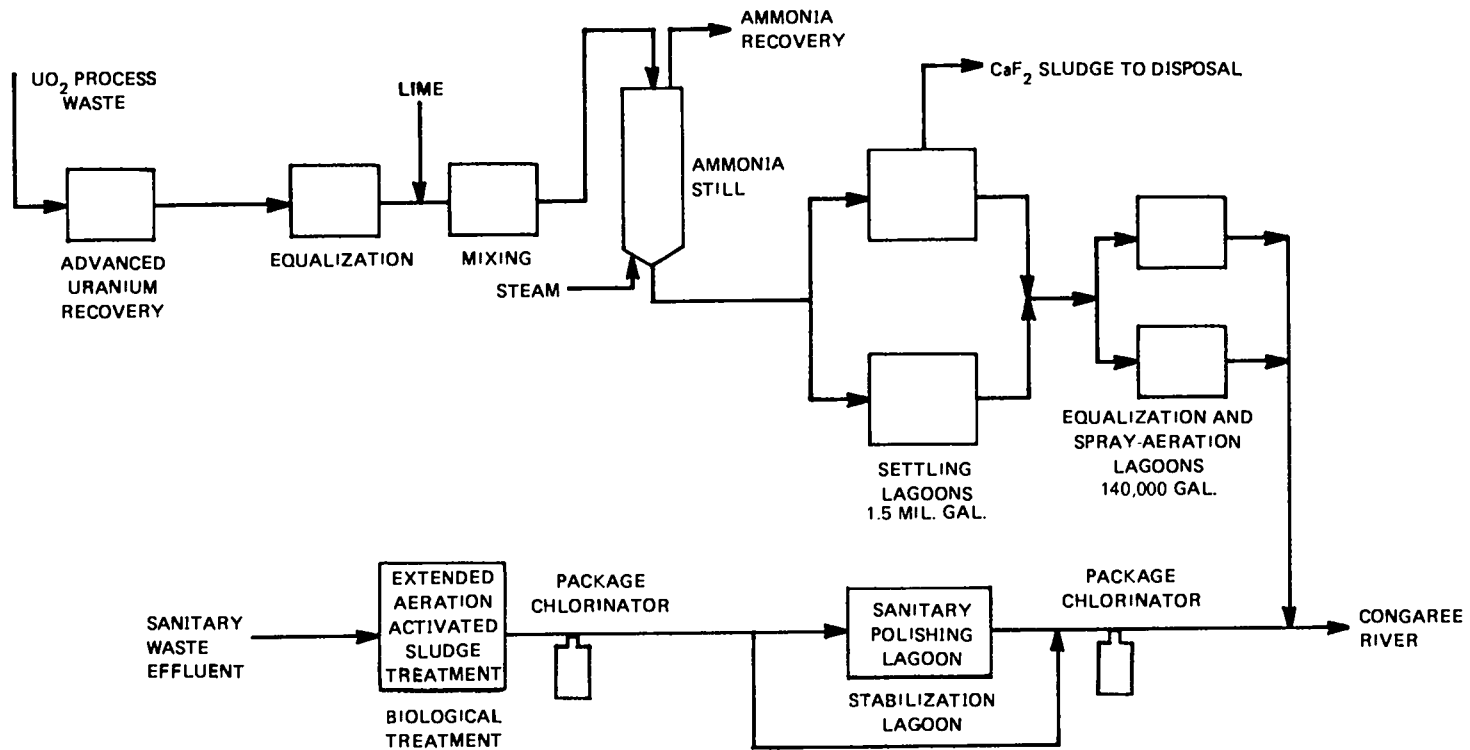 AMMONIA
RECOVERY
UO₂ PROCESS
WASTE
LIME
CaF₂ SLUDGE TO DISPOSAL
AMMONIA
STILL
ADVANCED
URANIUM
RECOVERY
EQUALIZATION
MIXING
STEAM
SETTLING
LAGOONS
1.5 MIL. GAL.
EQUALIZATION AND
SPRAY-AERATION
LAGOONS
140,000 GAL.
SANITARY
WASTE
EFFLUENT
EXTENDED
AERATION
ACTIVATED
SLUDGE
TREATMENT
BIOLOGICAL
TREATMENT
PACKAGE
CHLORINATOR
SANITARY
POLISHING
LAGOON
STABILIZATION
LAGOON
PACKAGE
CHLORINATOR
CONGAREE
RIVER